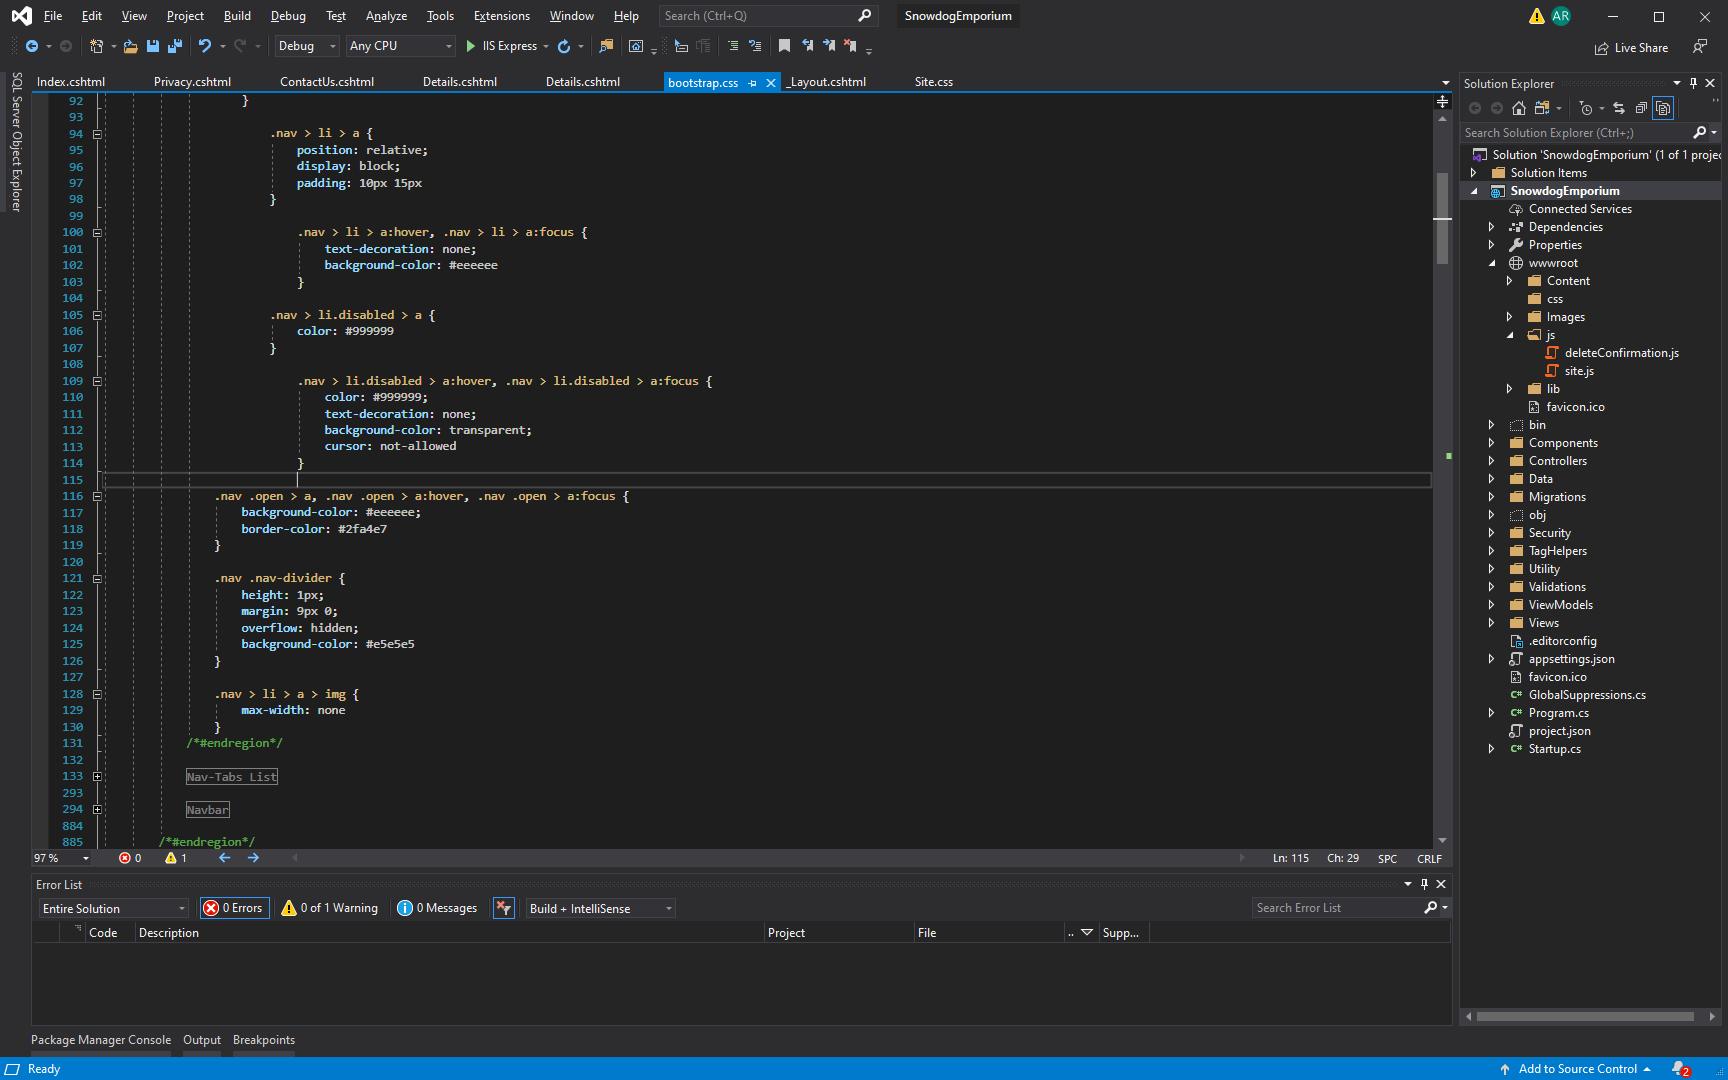 File Edit View Project Build Debug Test Analyze Tools Extensions Window Help Search (Ctrl+Q) SnowdogEmporium AR
Debug Any CPU IIS Express Live Share
SQL Server Object Explorer
Index.cshtml Privacy.cshtml ContactUs.cshtml Details.cshtml Details.cshtml bootstrap.css _Layout.cshtml Site.css
92 }
93
94 .nav > li > a {
95 position: relative;
96 display: block;
97 padding: 10px 15px
98 }
99
100 .nav > li > a:hover, .nav > li > a:focus {
101 text-decoration: none;
102 background-color: #eeeeee
103 }
104
105 .nav > li.disabled > a {
106 color: #999999
107 }
108
109 .nav > li.disabled > a:hover, .nav > li.disabled > a:focus {
110 color: #999999;
111 text-decoration: none;
112 background-color: transparent;
113 cursor: not-allowed
114 }
115
116 .nav .open > a, .nav .open > a:hover, .nav .open > a:focus {
117 background-color: #eeeeee;
118 border-color: #2fa4e7
119 }
120
121 .nav .nav-divider {
122 height: 1px;
123 margin: 9px 0;
124 overflow: hidden;
125 background-color: #e5e5e5
126 }
127
128 .nav > li > a > img {
129 max-width: none
130 }
131 /*#endregion*/
132
133 Nav-Tabs List
293
294 Navbar
884
885 /*#endregion*/
97 % 0 1 Ln: 115 Ch: 29 SPC CRLF
Solution Explorer
Search Solution Explorer (Ctrl+;)
Solution 'SnowdogEmporium' (1 of 1 projec
Solution Items
SnowdogEmporium
Connected Services
Dependencies
Properties
wwwroot
Content
css
Images
js
deleteConfirmation.js
site.js
lib
favicon.ico
bin
Components
Controllers
Data
Migrations
obj
Security
TagHelpers
Utility
Validations
ViewModels
Views
.editorconfig
appsettings.json
favicon.ico
GlobalSuppressions.cs
Program.cs
project.json
Startup.cs
Error List
Entire Solution 0 Errors 0 of 1 Warning 0 Messages Build + IntelliSense Search Error List
Code Description Project File .. Supp...
Package Manager Console Output Breakpoints
Ready Add to Source Control 2